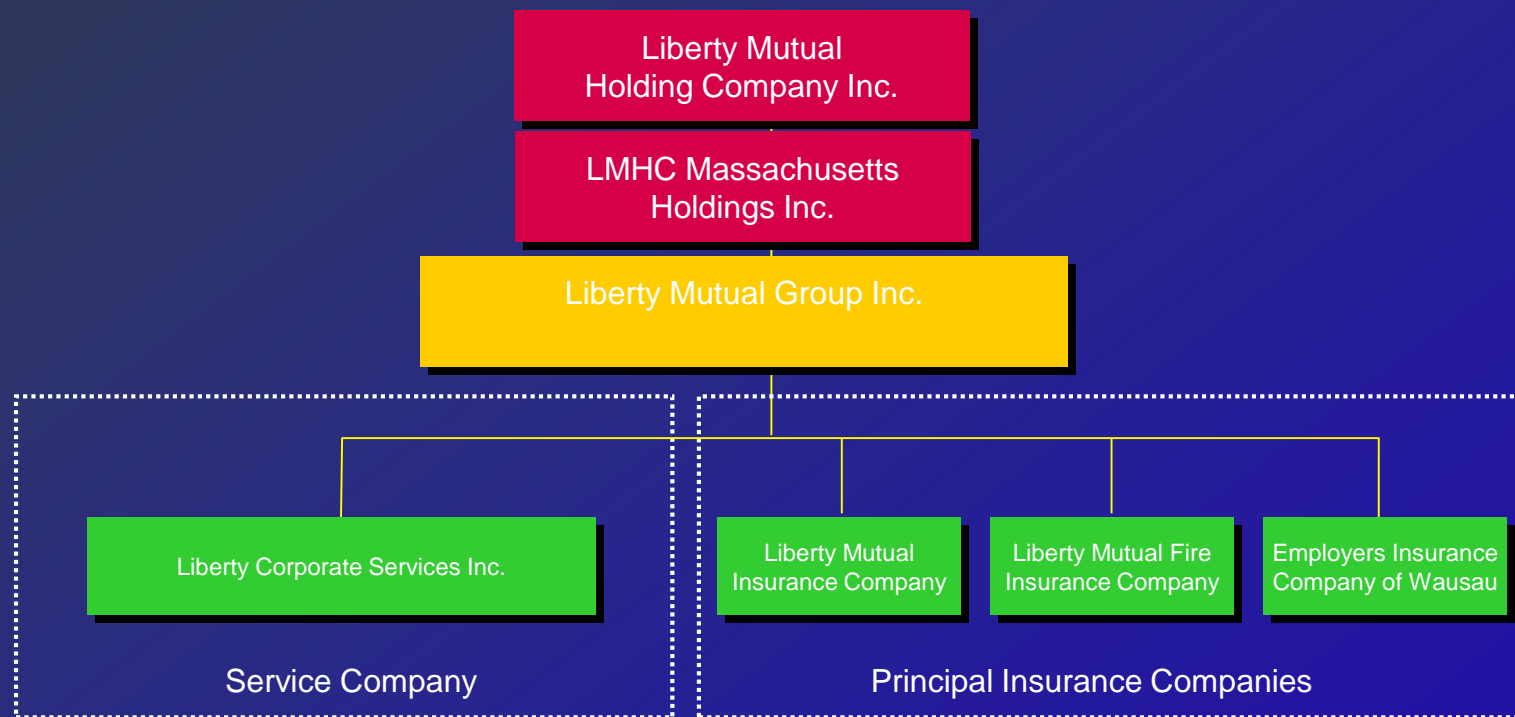 Liberty Mutual
Holding Company Inc.
LMHC Massachusetts
Holdings Inc.
Liberty Mutual Group Inc.
Liberty Corporate Services Inc.
Liberty Mutual
Insurance Company
Liberty Mutual Fire
Insurance Company
Employers Insurance
Company of Wausau
Service Company
Principal Insurance Companies